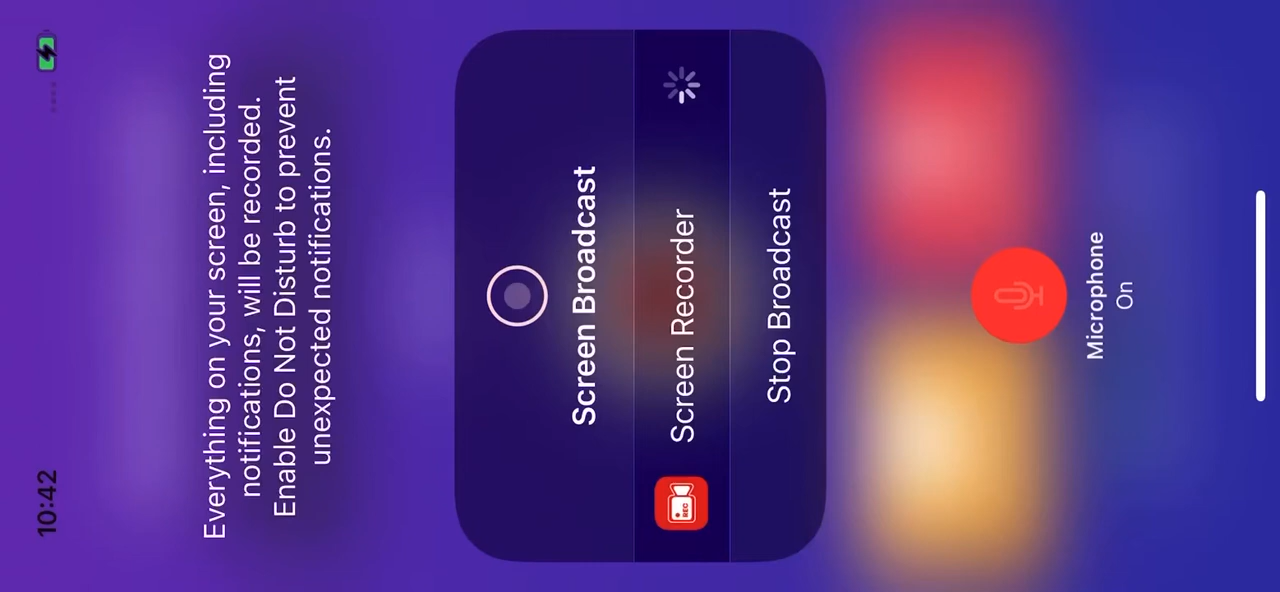 10:42
Everything on your screen, including
notifications, will be recorded.
Enable Do Not Disturb to prevent
unexpected notifications.
Screen Broadcast
REC
Screen Recorder
Stop Broadcast
Microphone
On